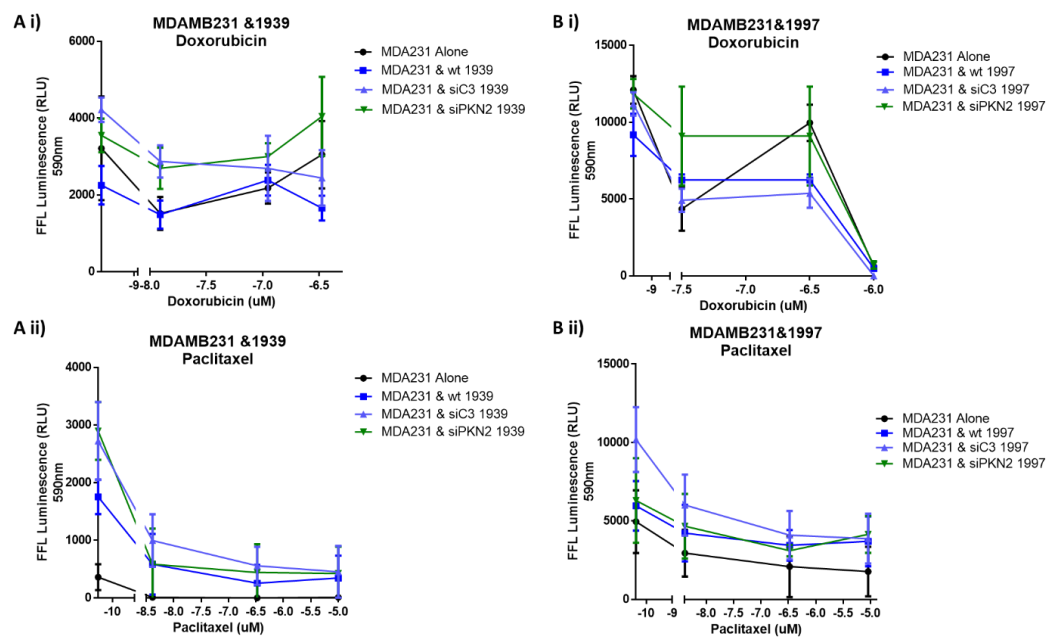 A i)
MDAMB231 &1939
Doxorubicin
6000
4000
2000
0
FFL Luminescence (RLU)
590nm
-9
-8.0
-7.5
-7.0
-6.5
Doxorubicin (uM)
MDA231 Alone
MDA231 & wt 1939
MDA231 & siC3 1939
MDA231 & siPKN2 1939
B i)
MDAMB231&1997
Doxorubicin
15000
10000
5000
0
FFL Luminescence (RLU)
590nm
-9
-7.5
-7.0
-6.5
-6.0
Doxorubicin (uM)
MDA231 Alone
MDA231 & wt 1997
MDA231 & siC3 1997
MDA231 & siPKN2 1997
A ii)
MDAMB231 &1939
Paclitaxel
4000
3000
2000
1000
0
FFL Luminescence (RLU)
590nm
-10
-8.5
-8.0
-7.5
-7.0
-6.5
-6.0
-5.5
-5.0
Paclitaxel (uM)
MDA231 Alone
MDA231 & wt 1939
MDA231 & siC3 1939
MDA231 & siPKN2 1939
B ii)
MDAMB231&1997
Paclitaxel
15000
10000
5000
0
FFL Luminescence (RLU)
590nm
-10
-9
-8.0
-7.5
-7.0
-6.5
-6.0
-5.5
-5.0
Paclitaxel (uM)
MDA231 Alone
MDA231 & wt 1997
MDA231 & siC3 1997
MDA231 & siPKN2 1997